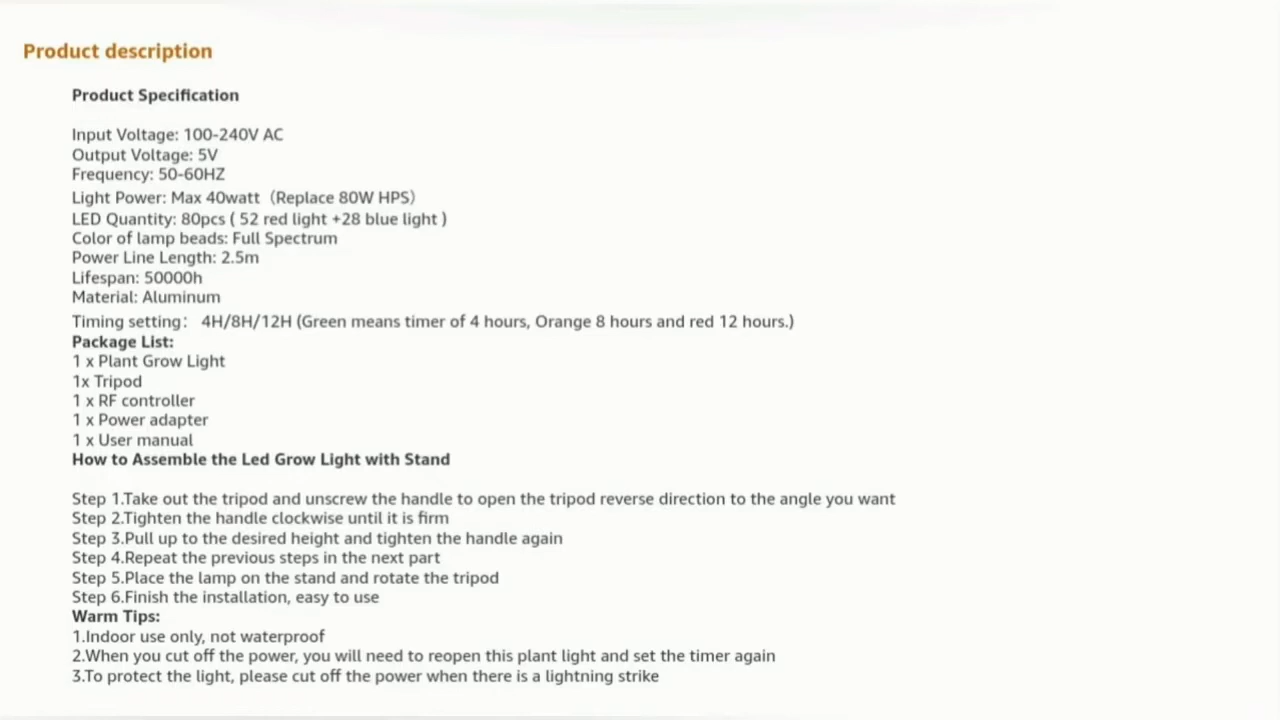 Product description
Product Specification
Input Voltage: 100-240V AC
Output Voltage: 5V
Frequency: 50-60HZ
Light Power: Max 40watt（Replace 80W HPS）
LED Quantity: 80pcs ( 52 red light +28 blue light )
Color of lamp beads: Full Spectrum
Power Line Length: 2.5m
Lifespan: 50000h
Material: Aluminum
Timing setting： 4H/8H/12H (Green means timer of 4 hours, Orange 8 hours and red 12 hours.)
Package List:
1 x Plant Grow Light
1x Tripod
1 x RF controller
1 x Power adapter
1 x User manual
How to Assemble the Led Grow Light with Stand
Step 1.Take out the tripod and unscrew the handle to open the tripod reverse direction to the angle you want
Step 2.Tighten the handle clockwise until it is firm
Step 3.Pull up to the desired height and tighten the handle again
Step 4.Repeat the previous steps in the next part
Step 5.Place the lamp on the stand and rotate the tripod
Step 6.Finish the installation, easy to use
Warm Tips:
1.Indoor use only, not waterproof
2.When you cut off the power, you will need to reopen this plant light and set the timer again
3.To protect the light, please cut off the power when there is a lightning strike